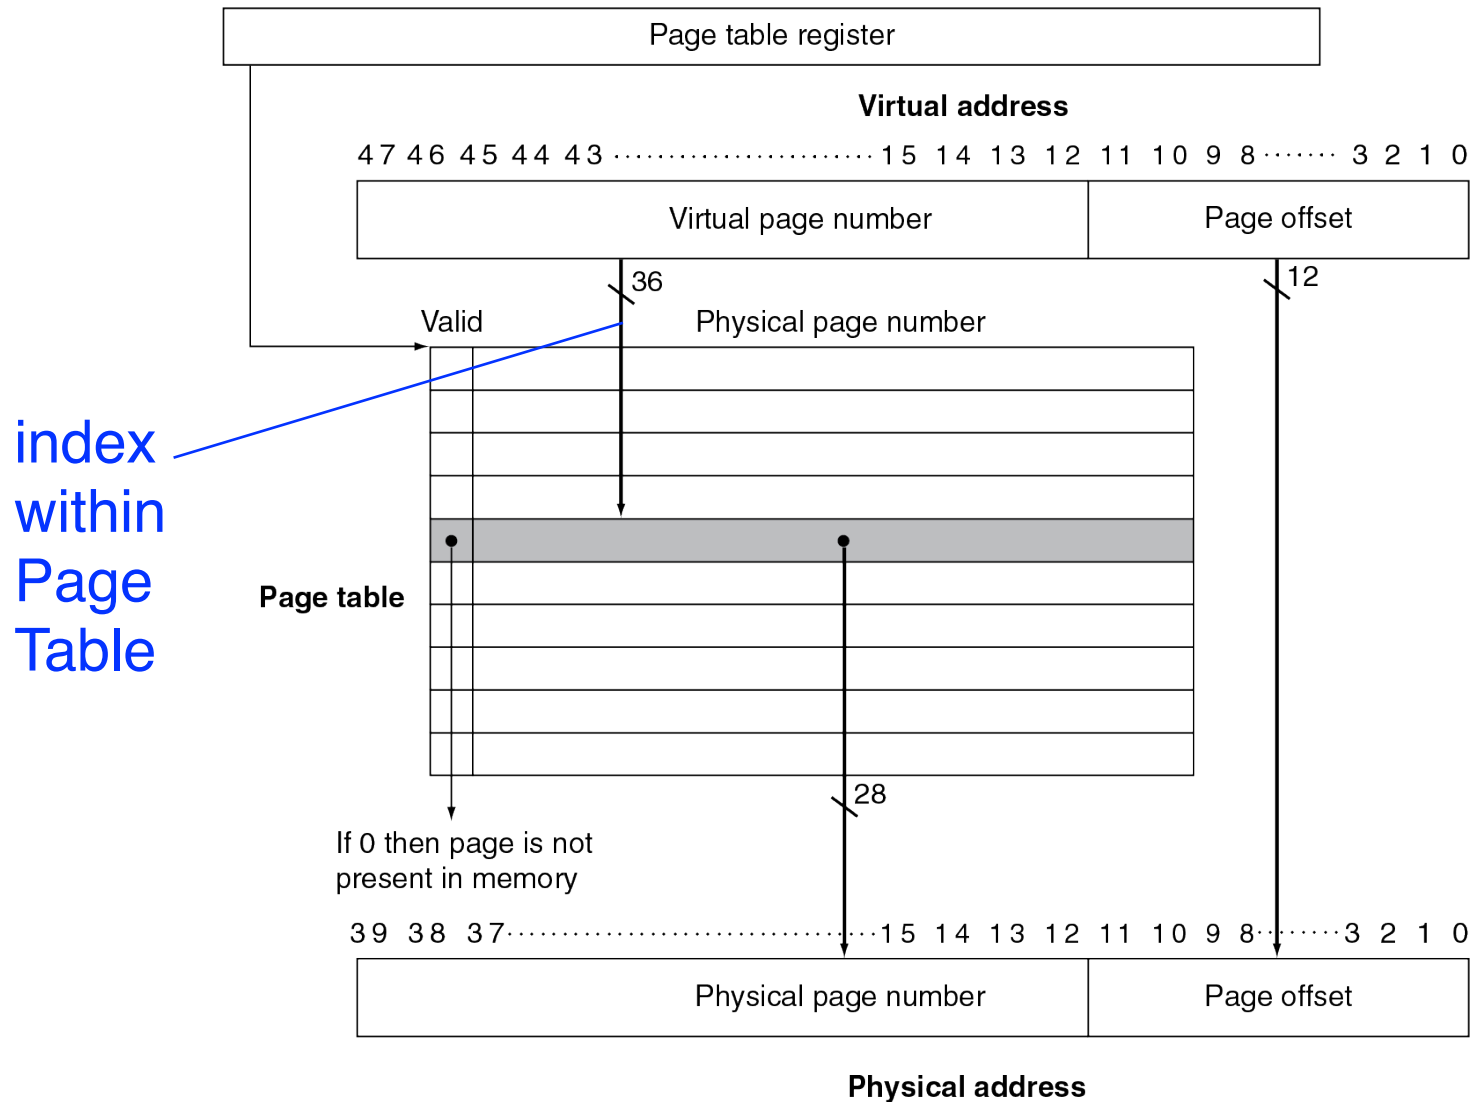 Page table register
Virtual address
47 46 45 44 43 ······················ 15 14 13 12 11 10 9 8 ······· 3 2 1 0
Virtual page number
Page offset
36
12
Valid
Physical page number
index
within
Page
Table
Page table
28
If 0 then page is not
present in memory
39 38 37 ································ 15 14 13 12 11 10 9 8 ········ 3 2 1 0
Physical page number
Page offset
Physical address